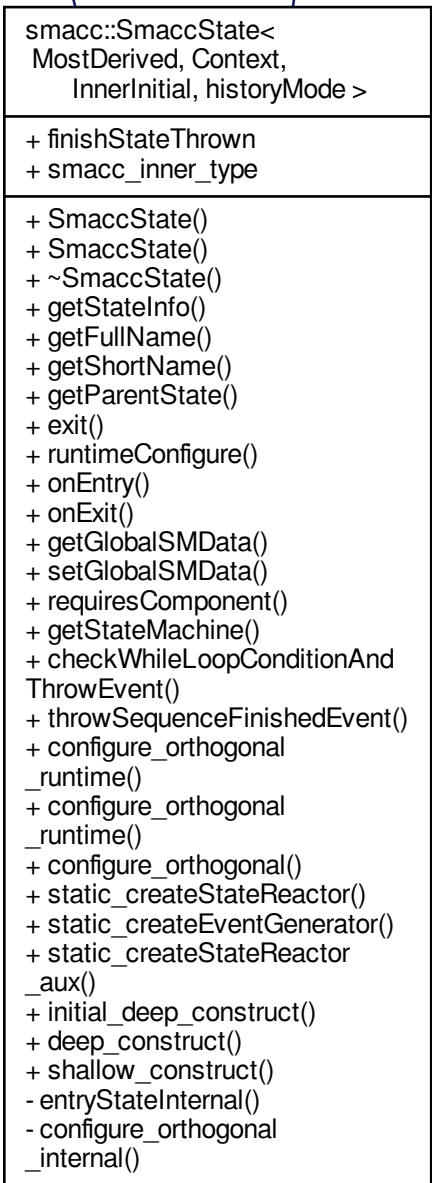 smacc::SmaccState<
MostDerived, Context,
InnerInitial, historyMode >
+ finishStateThrown
+ smacc_inner_type
+ SmaccState()
+ SmaccState()
+ ~SmaccState()
+ getStateInfo()
+ getFullName()
+ getShortName()
+ getParentState()
+ exit()
+ runtimeConfigure()
+ onEntry()
+ onExit()
+ getGlobalSMData()
+ setGlobalSMData()
+ requiresComponent()
+ getStateMachine()
+ checkWhileLoopConditionAnd
ThrowEvent()
+ throwSequenceFinishedEvent()
+ configure_orthogonal
_runtime()
+ configure_orthogonal
_runtime()
+ configure_orthogonal()
+ static_createStateReactor()
+ static_createEventGenerator()
+ static_createStateReactor
_aux()
+ initial_deep_construct()
+ deep_construct()
+ shallow_construct()
- entryStateInternal()
- configure_orthogonal
_internal()